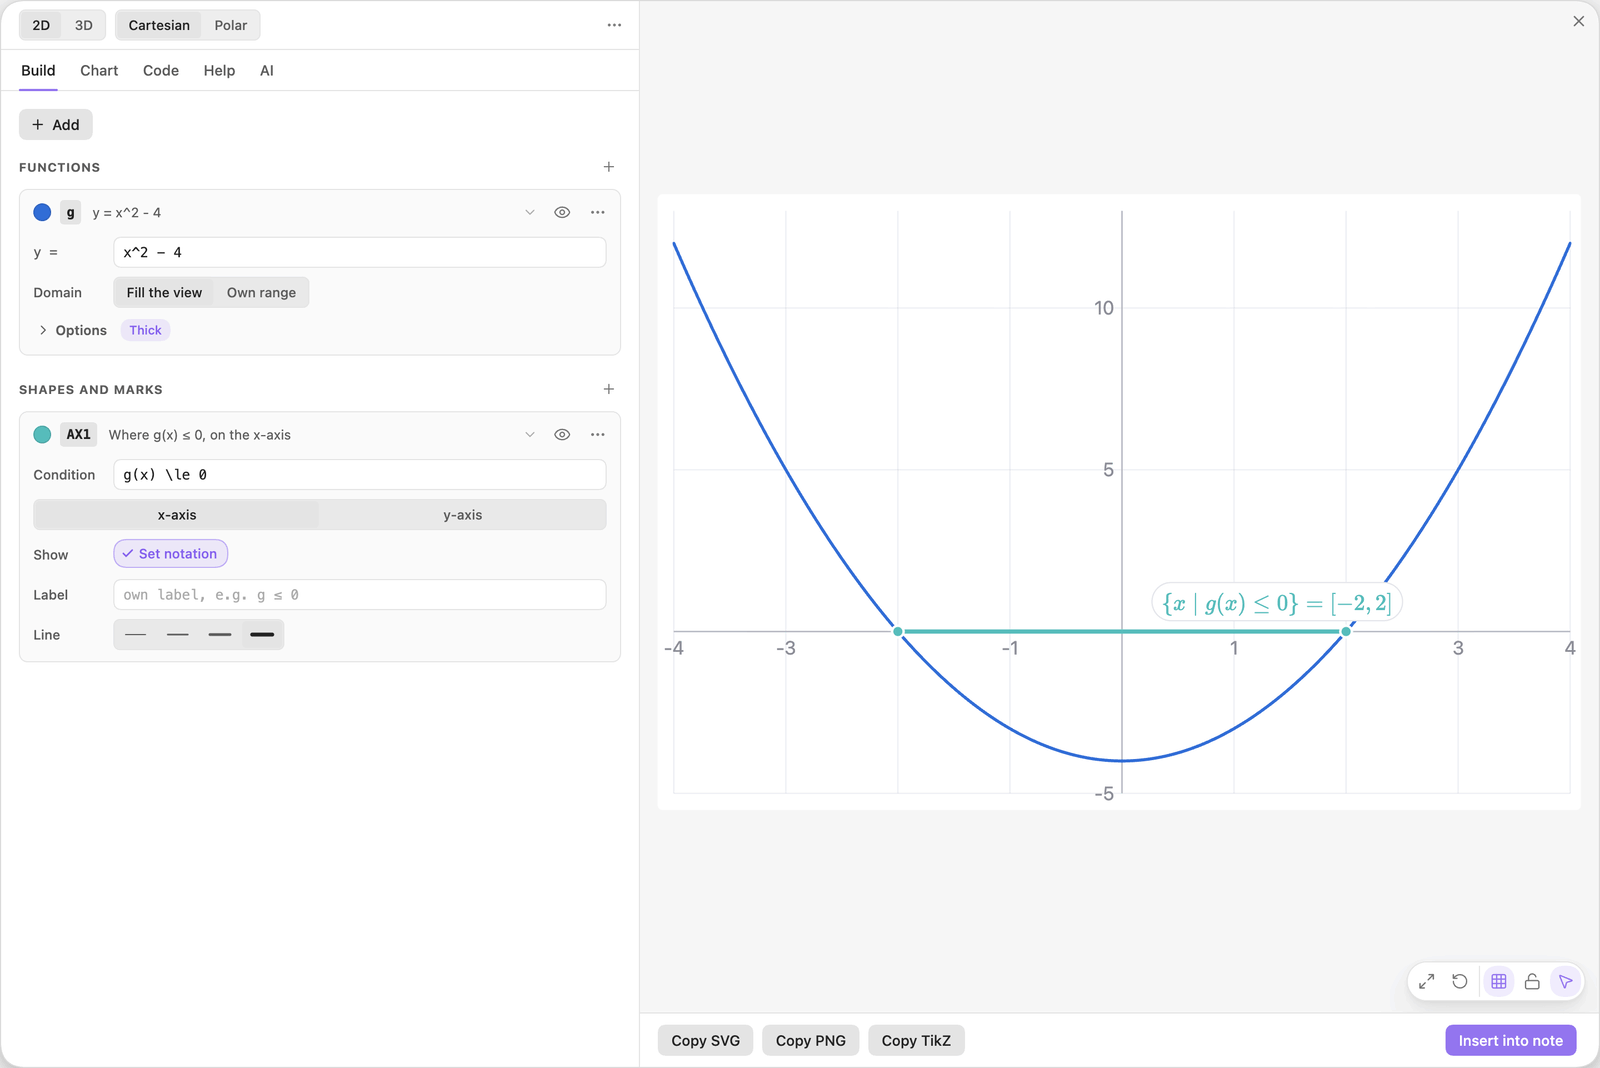 2D 3D Cartesian Polar
Build Chart Code Help AI
+ Add
FUNCTIONS
g y = x^2 - 4
y = x^2 − 4
Domain Fill the view Own range
Options Thick
SHAPES AND MARKS
AX1 Where g(x) ≤ 0, on the x-axis
Condition g(x) \le 0
x-axis y-axis
Show Set notation
Label own label, e.g. g ≤ 0
Line
10
5
{x | g(x) ≤ 0} = [−2, 2]
-4 -3 -1 1 3 4
-5
Copy SVG Copy PNG Copy TikZ Insert into note